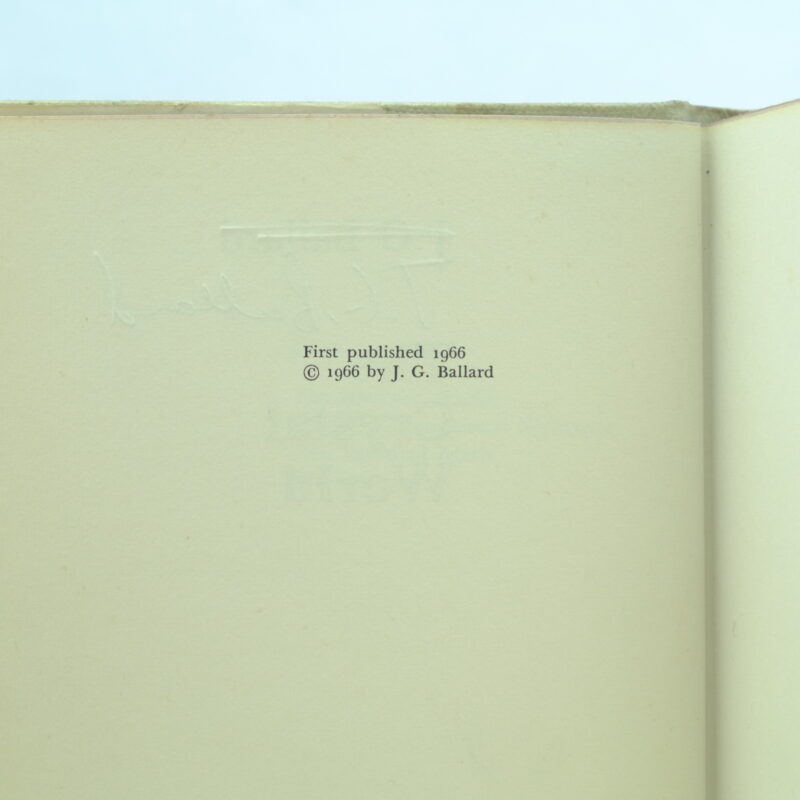 First published 1966
© 1966 by J. G. Ballard